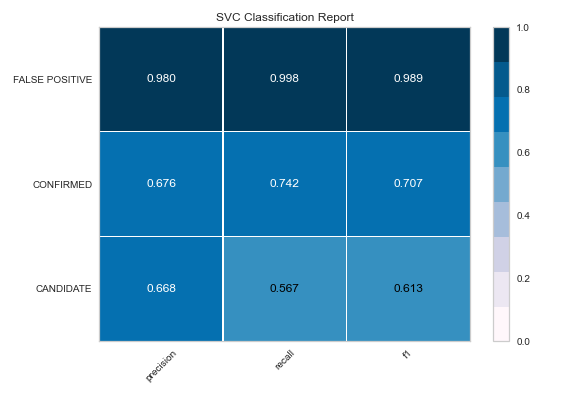 SVC Classification Report
FALSE POSITIVE 0.980 0.998 0.989
CONFIRMED 0.676 0.742 0.707
CANDIDATE 0.668 0.567 0.613
precision recall f1
1.0
0.8
0.6
0.4
0.2
0.0